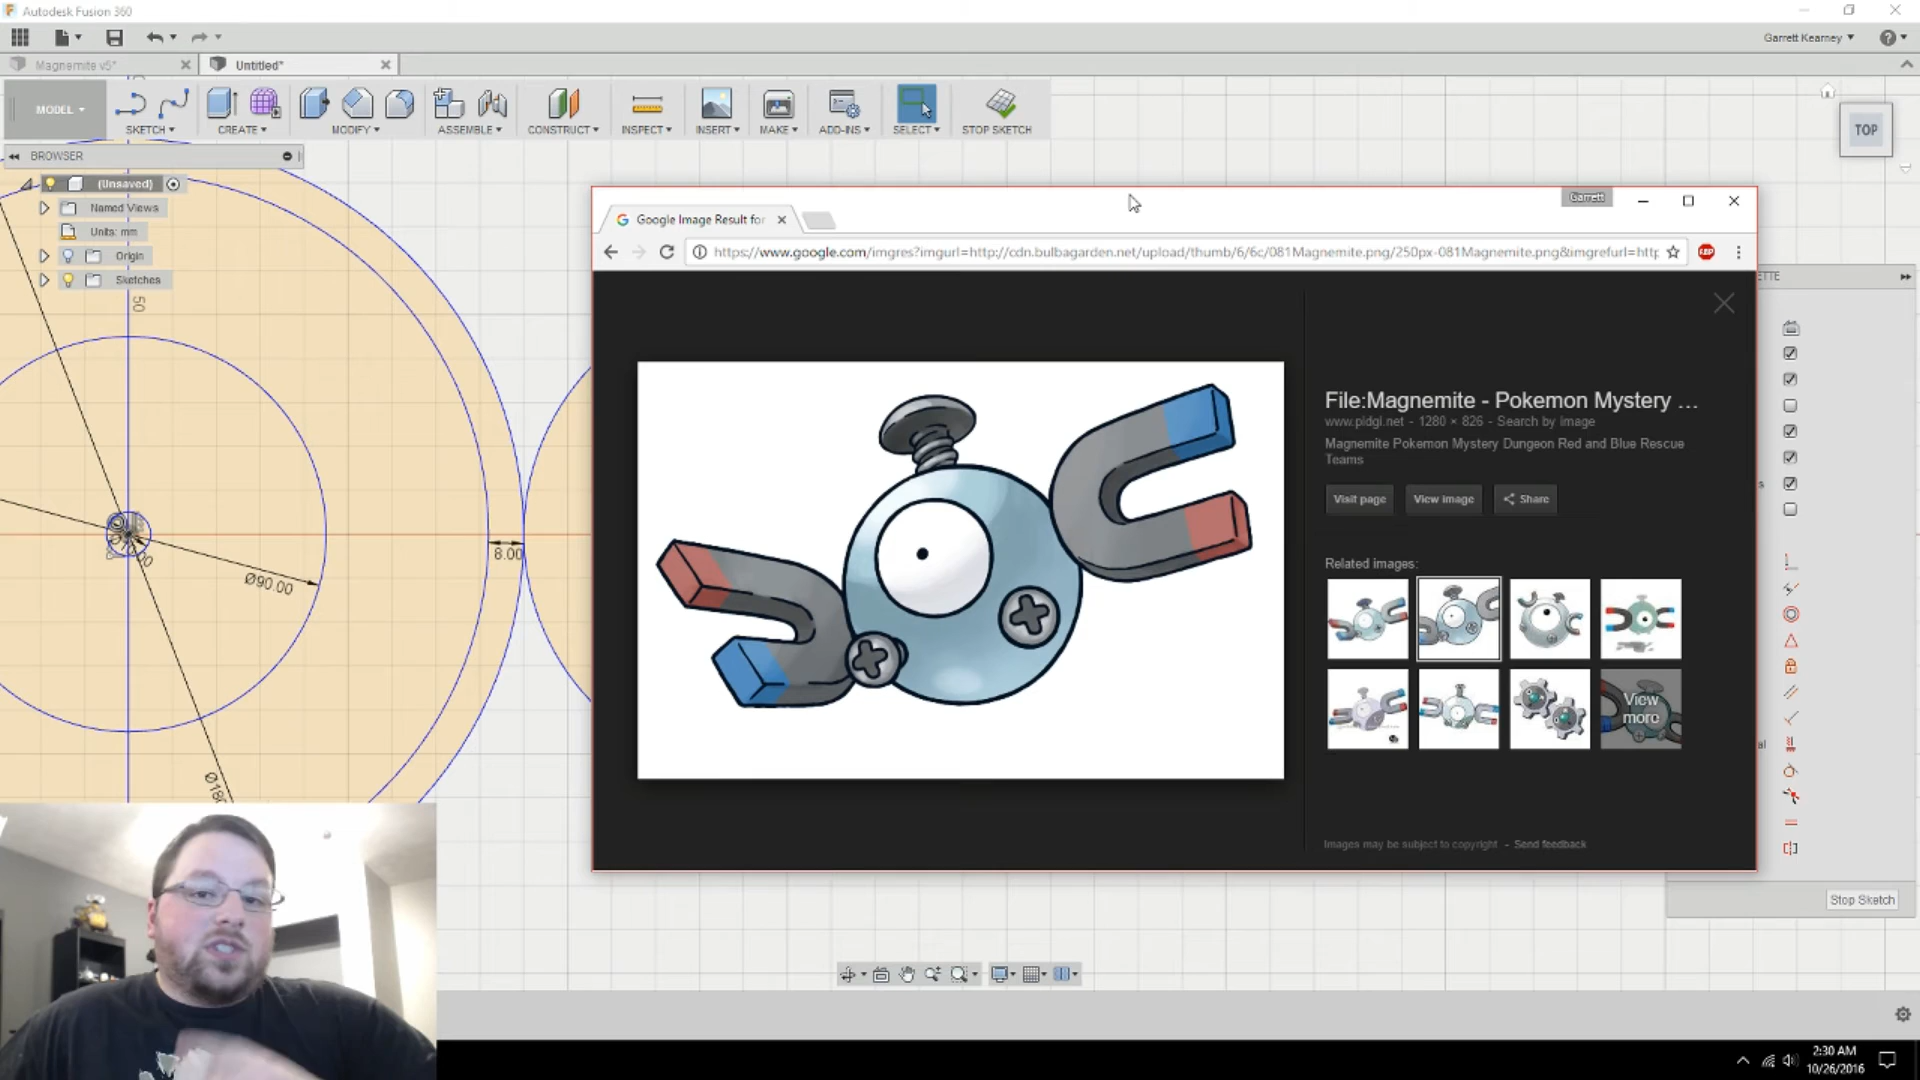 Autodesk Fusion 360
Garrett Kearney
Magnemite v5*
Untitled*
MODEL
SKETCH
CREATE
MODIFY
ASSEMBLE
CONSTRUCT
INSPECT
INSERT
MAKE
ADD-INS
SELECT
STOP SKETCH
TOP
BROWSER
(Unsaved)
Named Views
Units: mm
Origin
Sketches
50
Ø90.00
8.00
Ø180
Garrett
Google Image Result for
https://www.google.com/imgres?imgurl=http://cdn.bulbagarden.net/upload/thumb/6/6c/081Magnemite.png/250px-081Magnemite.png&imgrefurl=http
ABP
ETTE
File:Magnemite - Pokemon Mystery ...
www.pldgi.net - 1280 × 826 - Search by image
Magnemite Pokemon Mystery Dungeon Red and Blue Rescue
Teams
Visit page
View image
Share
Related images:
View
more
Images may be subject to copyright - Send feedback
Stop Sketch
2:30 AM
10/26/2016